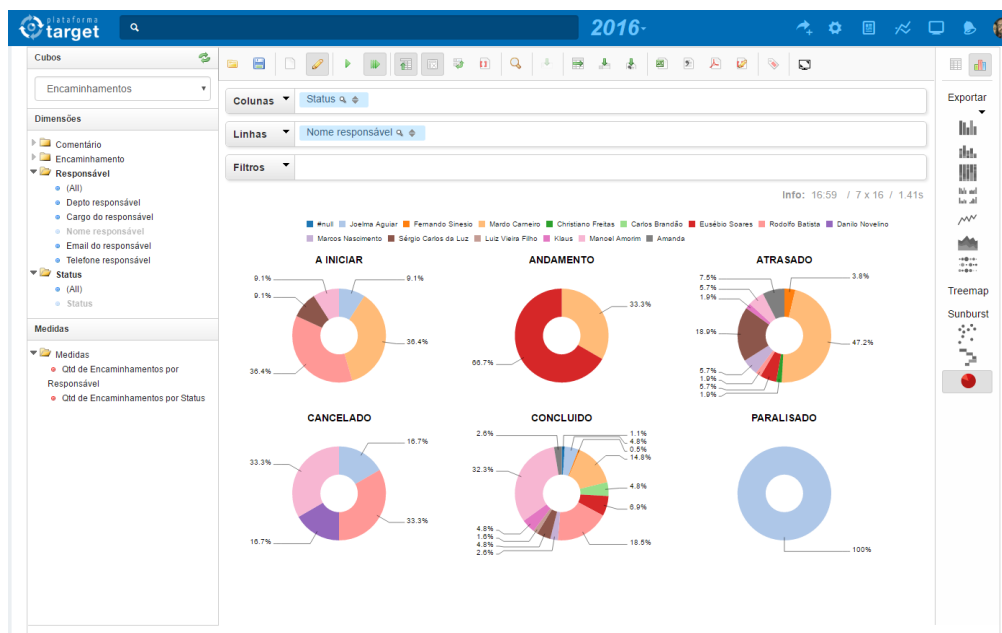 plataforma
target
2016
Cubos
Encaminhamentos
Dimensões
Comentário
Encaminhamento
Responsável
(All)
Depto responsável
Cargo do responsável
Nome responsável
Email do responsável
Telefone responsável
Status
(All)
Status
Medidas
Medidas
Qtd de Encaminhamentos por
Responsável
Qtd de Encaminhamentos por Status
Colunas Status
Linhas Nome responsável
Filtros
Info: 16:59 / 7 x 16 / 1.41s
#null Joelma Aguiar Fernando Sinesio Mardo Carneiro Christiano Freitas Carlos Brandão Eusébio Soares Rodolfo Batista Danilo Novelino
Marcos Nascimento Sérgio Carlos da Luz Luiz Vieira Filho Klaus Manoel Amorim Amanda
A INICIAR
9.1% 9.1%
9.1%
36.4%
36.4%
ANDAMENTO
33.3%
66.7%
ATRASADO
7.5% 3.8%
5.7%
1.9%
18.9%
47.2%
5.7%
1.9%
5.7%
1.9%
CANCELADO
16.7%
33.3%
33.3%
16.7%
CONCLUIDO
2.6% 1.1%
4.8%
0.5%
14.8%
32.3%
4.8%
6.9%
4.8%
1.6%
4.8%
2.6%
18.5%
PARALISADO
100%
Exportar
Treemap
Sunburst